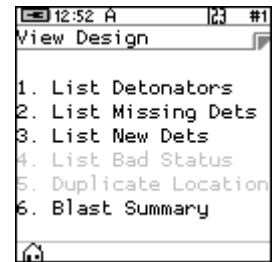 12:52 A 123 #1
View Design
1. List Detonators
2. List Missing Dets
3. List New Dets
4. List Bad Status
5. Duplicate Location
6. Blast Summary